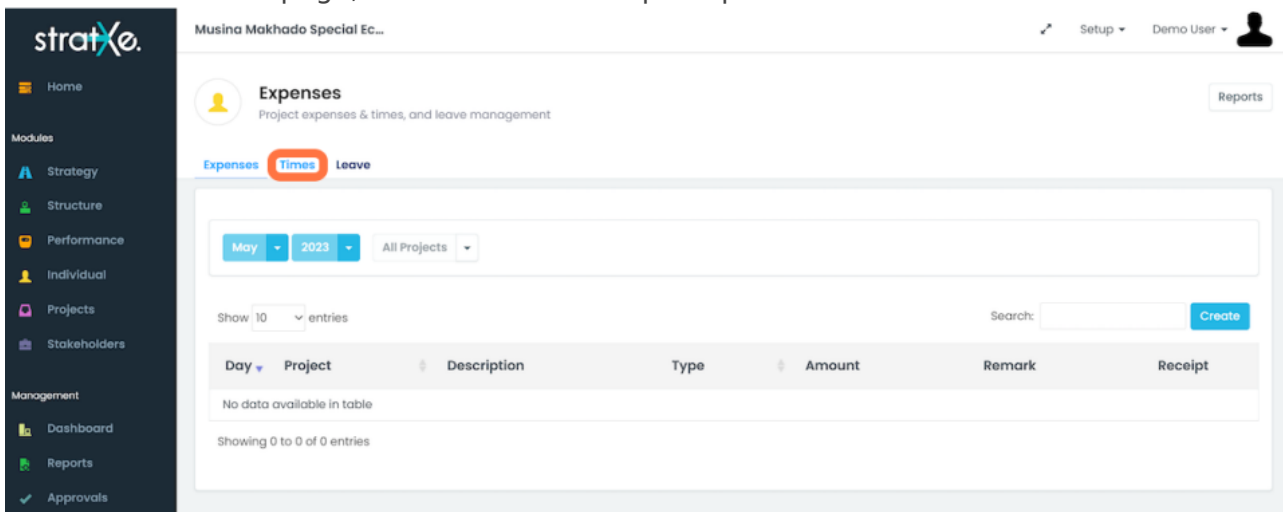 stratXe.
Musina Makhado Special Ec...
Setup
Demo User
Home
Expenses
Project expenses & times, and leave management
Reports
Modules
Expenses Times Leave
Strategy
Structure
Performance
Individual
Projects
Stakeholders
May 2023 All Projects
Show 10 entries
Search:
Create
Day Project Description Type Amount Remark Receipt
No data available in table
Showing 0 to 0 of 0 entries
Management
Dashboard
Reports
Approvals